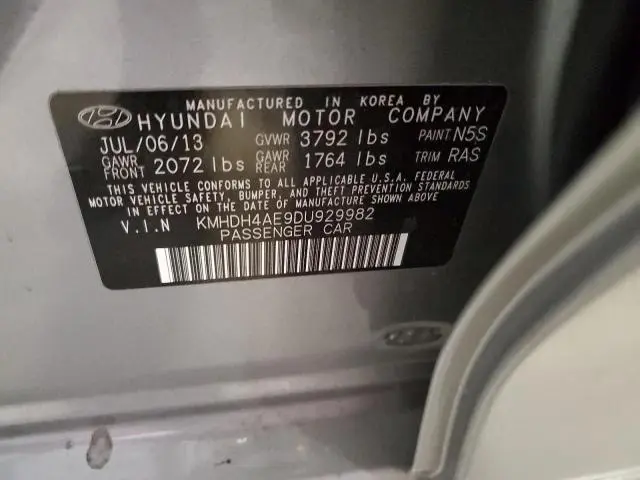 MANUFACTURED IN KOREA BY
HYUNDAI MOTOR COMPANY
JUL/06/13 GVWR 3792 lbs PAINT N5S
GAWR FRONT 2072 lbs GAWR REAR 1764 lbs TRIM RAS
THIS VEHICLE CONFORMS TO ALL APPLICABLE U.S.A. FEDERAL
MOTOR VEHICLE SAFETY, BUMPER, AND THEFT PREVENTION STANDARDS
IN EFFECT ON THE DATE OF MANUFACTURE SHOWN ABOVE.
V.I.N KMHDH4AE9DU929982
PASSENGER CAR